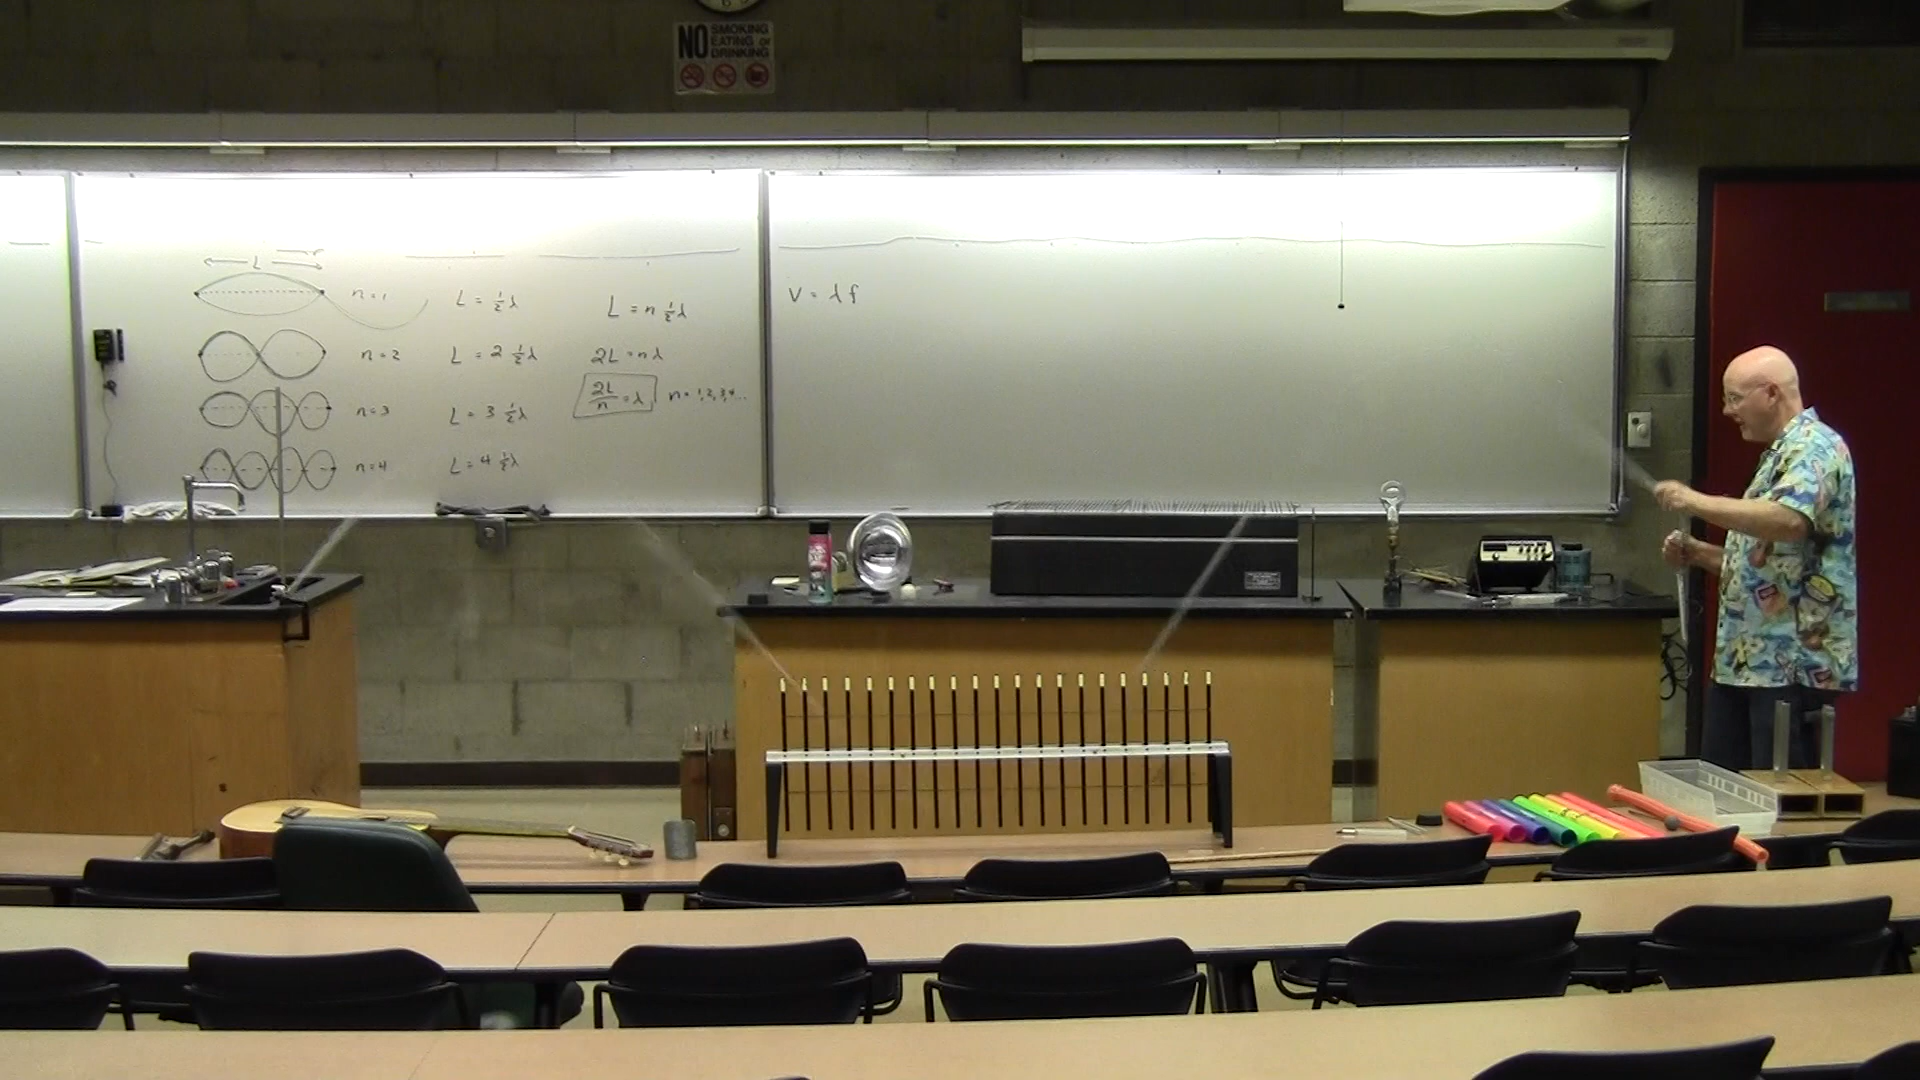 NO SMOKING
EATING or
DRINKING
L
n=1 L = ½λ L = n ½λ
n=2 L = 2 ½λ 2L = nλ
2L/n = λ n = 1,2,3,4...
n=3 L = 3 ½λ
n=4 L = 4 ½λ
V = λ f